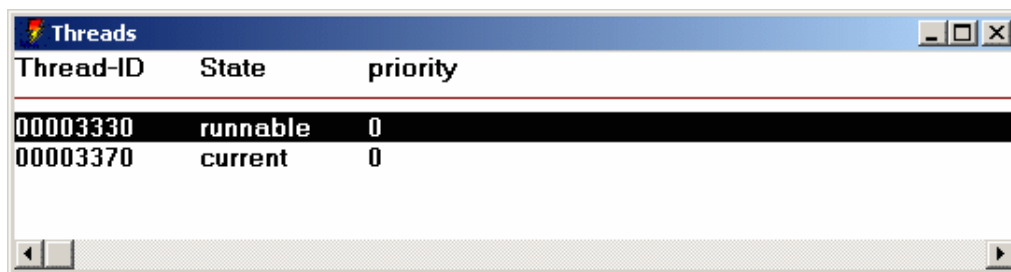 Threads
Thread-ID State priority
00003330 runnable 0
00003370 current 0